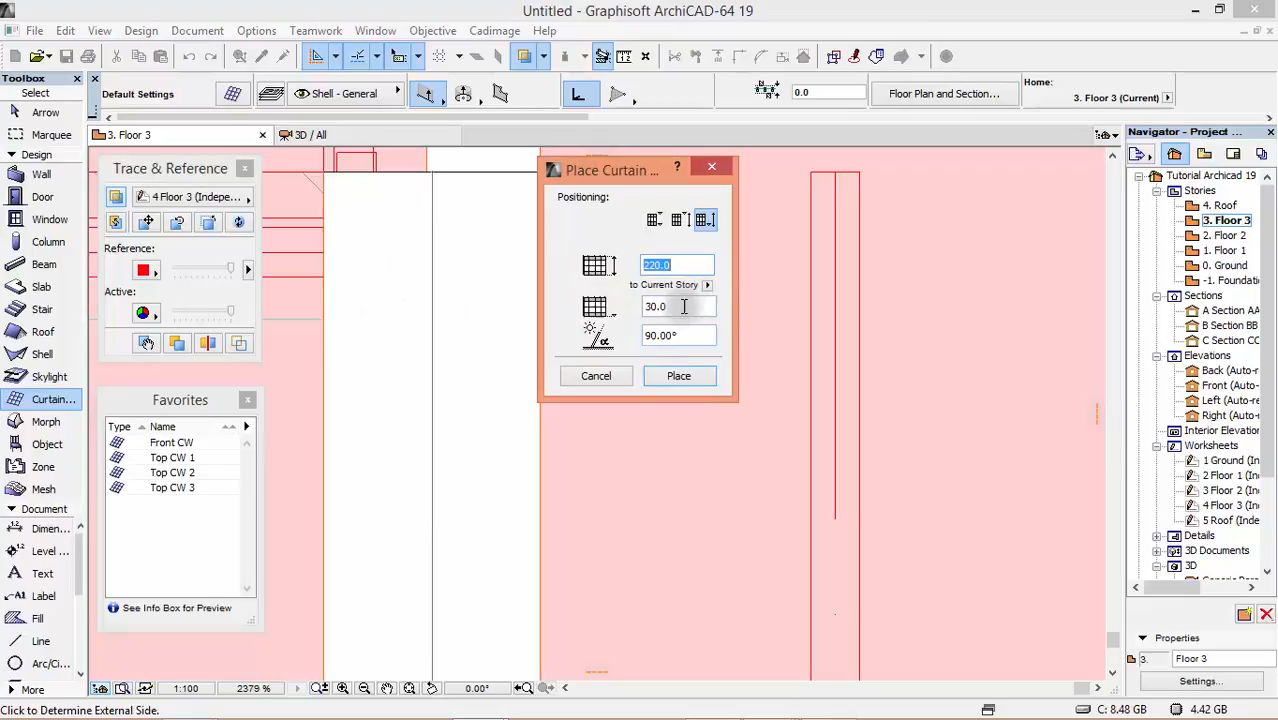 Untitled - Graphisoft ArchiCAD-64 19
File Edit View Design Document Options Teamwork Window Objective Cadimage Help
Toolbox
Select
Arrow
Marquee
Design
Wall
Door
Window
Column
Beam
Slab
Stair
Roof
Shell
Skylight
Curtain...
Morph
Object
Zone
Mesh
Document
Dimen...
Level ...
Text
Label
Fill
Line
Arc/Ci...
More
Default Settings
Shell - General
0.0
Floor Plan and Section...
Home:
3. Floor 3 (Current)
3. Floor 3
3D / All
Trace & Reference
4 Floor 3 (Indepe...
Reference:
Active:
Favorites
Type Name
Front CW
Top CW 1
Top CW 2
Top CW 3
See Info Box for Preview
Place Curtain ... ?
Positioning:
220.0
to Current Story
30.0
90.00°
α
Cancel Place
Navigator - Project ...
Tutorial Archicad 19
Stories
4. Roof
3. Floor 3
2. Floor 2
1. Floor 1
0. Ground
-1. Foundation
Sections
A Section AA
B Section BB
C Section CC
Elevations
Back (Auto-r
Front (Auto-
Left (Auto-re
Right (Auto-
Interior Elevation
Worksheets
1 Ground (In
2 Floor 1 (In
3 Floor 2 (In
4 Floor 3 (In
5 Roof (Inde
Details
3D Documents
3D
Properties
3. Floor 3
Settings...
1:100 2379 % 0.00°
Click to Determine External Side.
C: 8.48 GB 4.42 GB